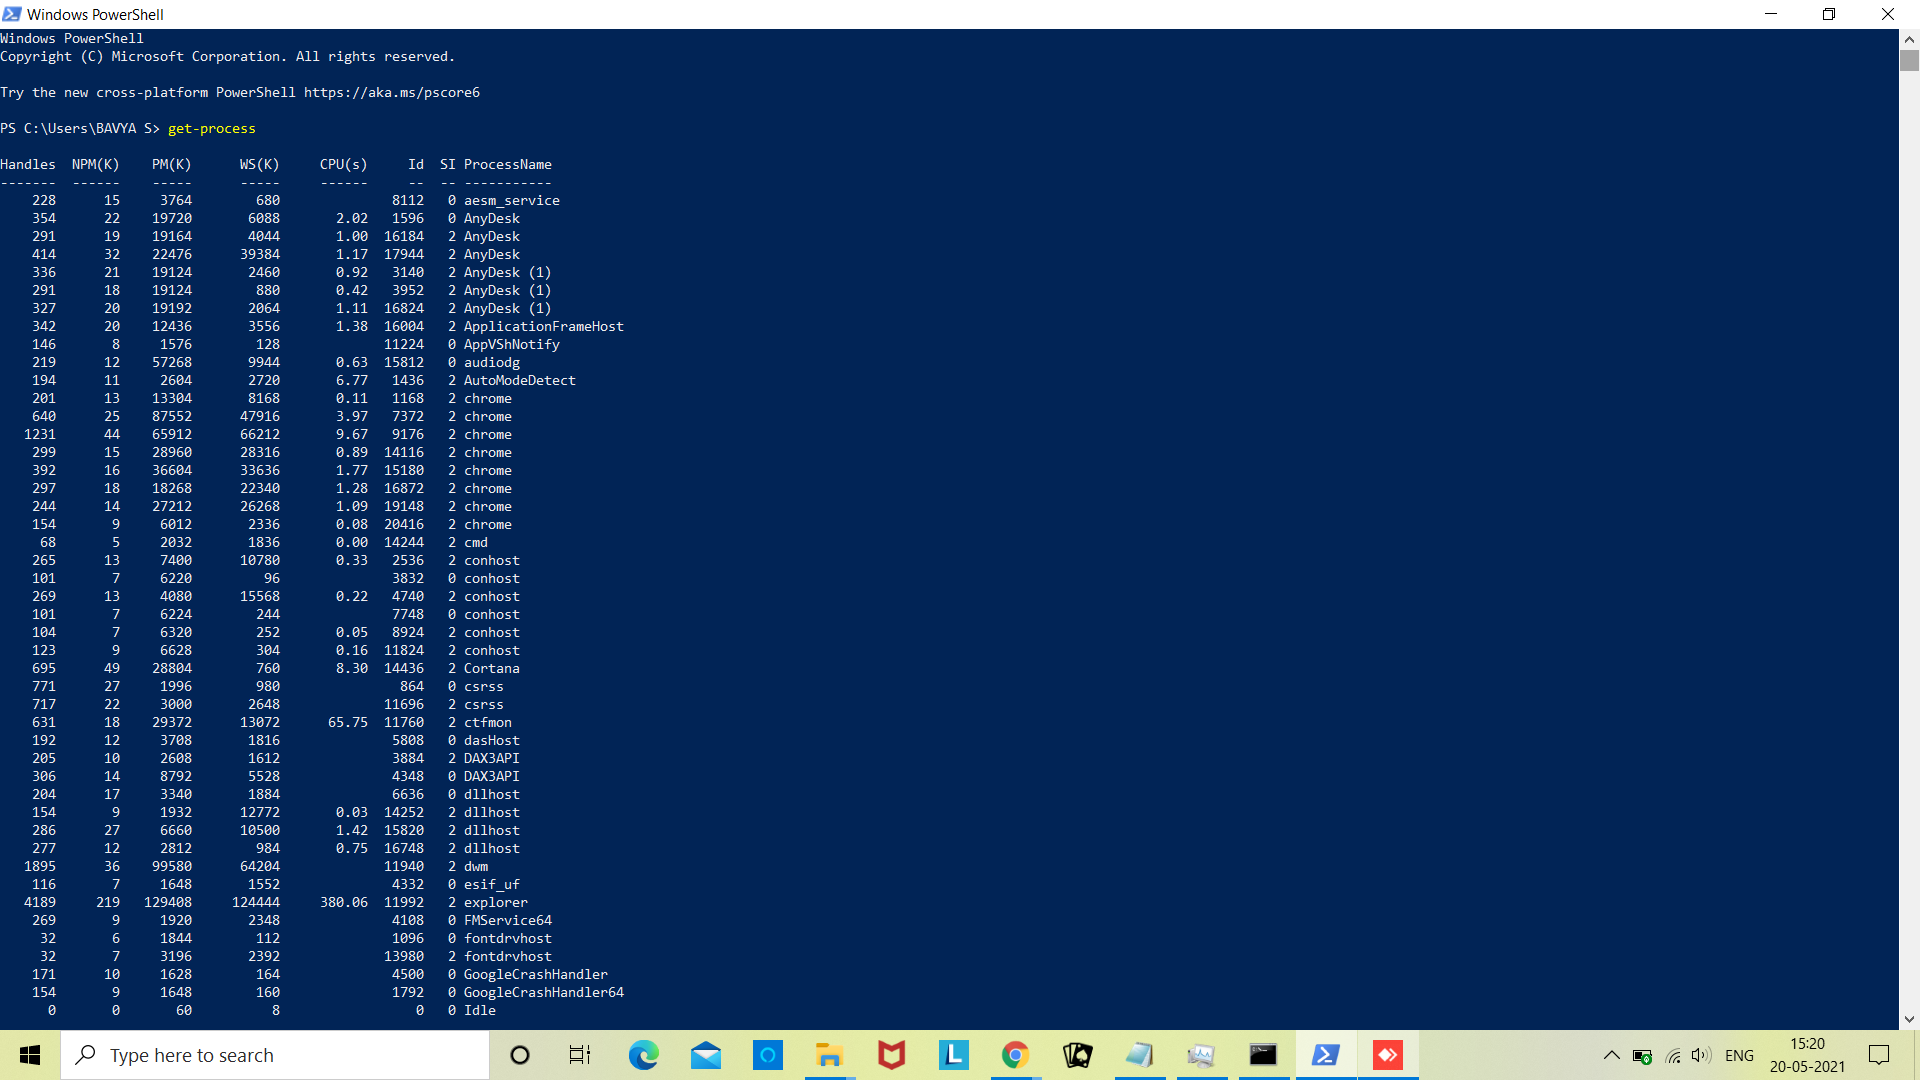 Windows PowerShell
Windows PowerShell
Copyright (C) Microsoft Corporation. All rights reserved.
Try the new cross-platform PowerShell https://aka.ms/pscore6
PS C:\Users\BAVYA S> get-process
Handles  NPM(K)    PM(K)      WS(K)     CPU(s)     Id  SI ProcessName
-------  ------    -----      -----     ------     --  -- -----------
    228      15     3764        680              8112   0 aesm_service
    354      22    19720       6088       2.02   1596   0 AnyDesk
    291      19    19164       4044       1.00  16184   2 AnyDesk
    414      32    22476      39384       1.17  17944   2 AnyDesk
    336      21    19124       2460       0.92   3140   2 AnyDesk (1)
    291      18    19124        880       0.42   3952   2 AnyDesk (1)
    327      20    19192       2064       1.11  16824   2 AnyDesk (1)
    342      20    12436       3556       1.38  16004   2 ApplicationFrameHost
    146       8     1576        128             11224   0 AppVShNotify
    219      12    57268       9944       0.63  15812   0 audiodg
    194      11     2604       2720       6.77   1436   2 AutoModeDetect
    201      13    13304       8168       0.11   1168   2 chrome
    640      25    87552      47916       3.97   7372   2 chrome
   1231      44    65912      66212       9.67   9176   2 chrome
    299      15    28960      28316       0.89  14116   2 chrome
    392      16    36604      33636       1.77  15180   2 chrome
    297      18    18268      22340       1.28  16872   2 chrome
    244      14    27212      26268       1.09  19148   2 chrome
    154       9     6012       2336       0.08  20416   2 chrome
     68       5     2032       1836       0.00  14244   2 cmd
    265      13     7400      10780       0.33   2536   2 conhost
    101       7     6220         96              3832   0 conhost
    269      13     4080      15568       0.22   4740   2 conhost
    101       7     6224        244              7748   0 conhost
    104       7     6320        252       0.05   8924   2 conhost
    123       9     6628        304       0.16  11824   2 conhost
    695      49    28804        760       8.30  14436   2 Cortana
    771      27     1996        980               864   0 csrss
    717      22     3000       2648             11696   2 csrss
    631      18    29372      13072      65.75  11760   2 ctfmon
    192      12     3708       1816              5808   0 dasHost
    205      10     2608       1612              3884   2 DAX3API
    306      14     8792       5528              4348   0 DAX3API
    204      17     3340       1884              6636   0 dllhost
    154       9     1932      12772       0.03  14252   2 dllhost
    286      27     6660      10500       1.42  15820   2 dllhost
    277      12     2812        984       0.75  16748   2 dllhost
   1895      36    99580      64204             11940   2 dwm
    116       7     1648       1552              4332   0 esif_uf
   4189     219   129408     124444     380.06  11992   2 explorer
    269       9     1920       2348              4108   0 FMService64
     32       6     1844        112              1096   0 fontdrvhost
     32       7     3196       2392             13980   2 fontdrvhost
    171      10     1628        164              4500   0 GoogleCrashHandler
    154       9     1648        160              1792   0 GoogleCrashHandler64
      0       0       60          8                 0   0 Idle
Type here to search
L
ENG
15:20
20-05-2021